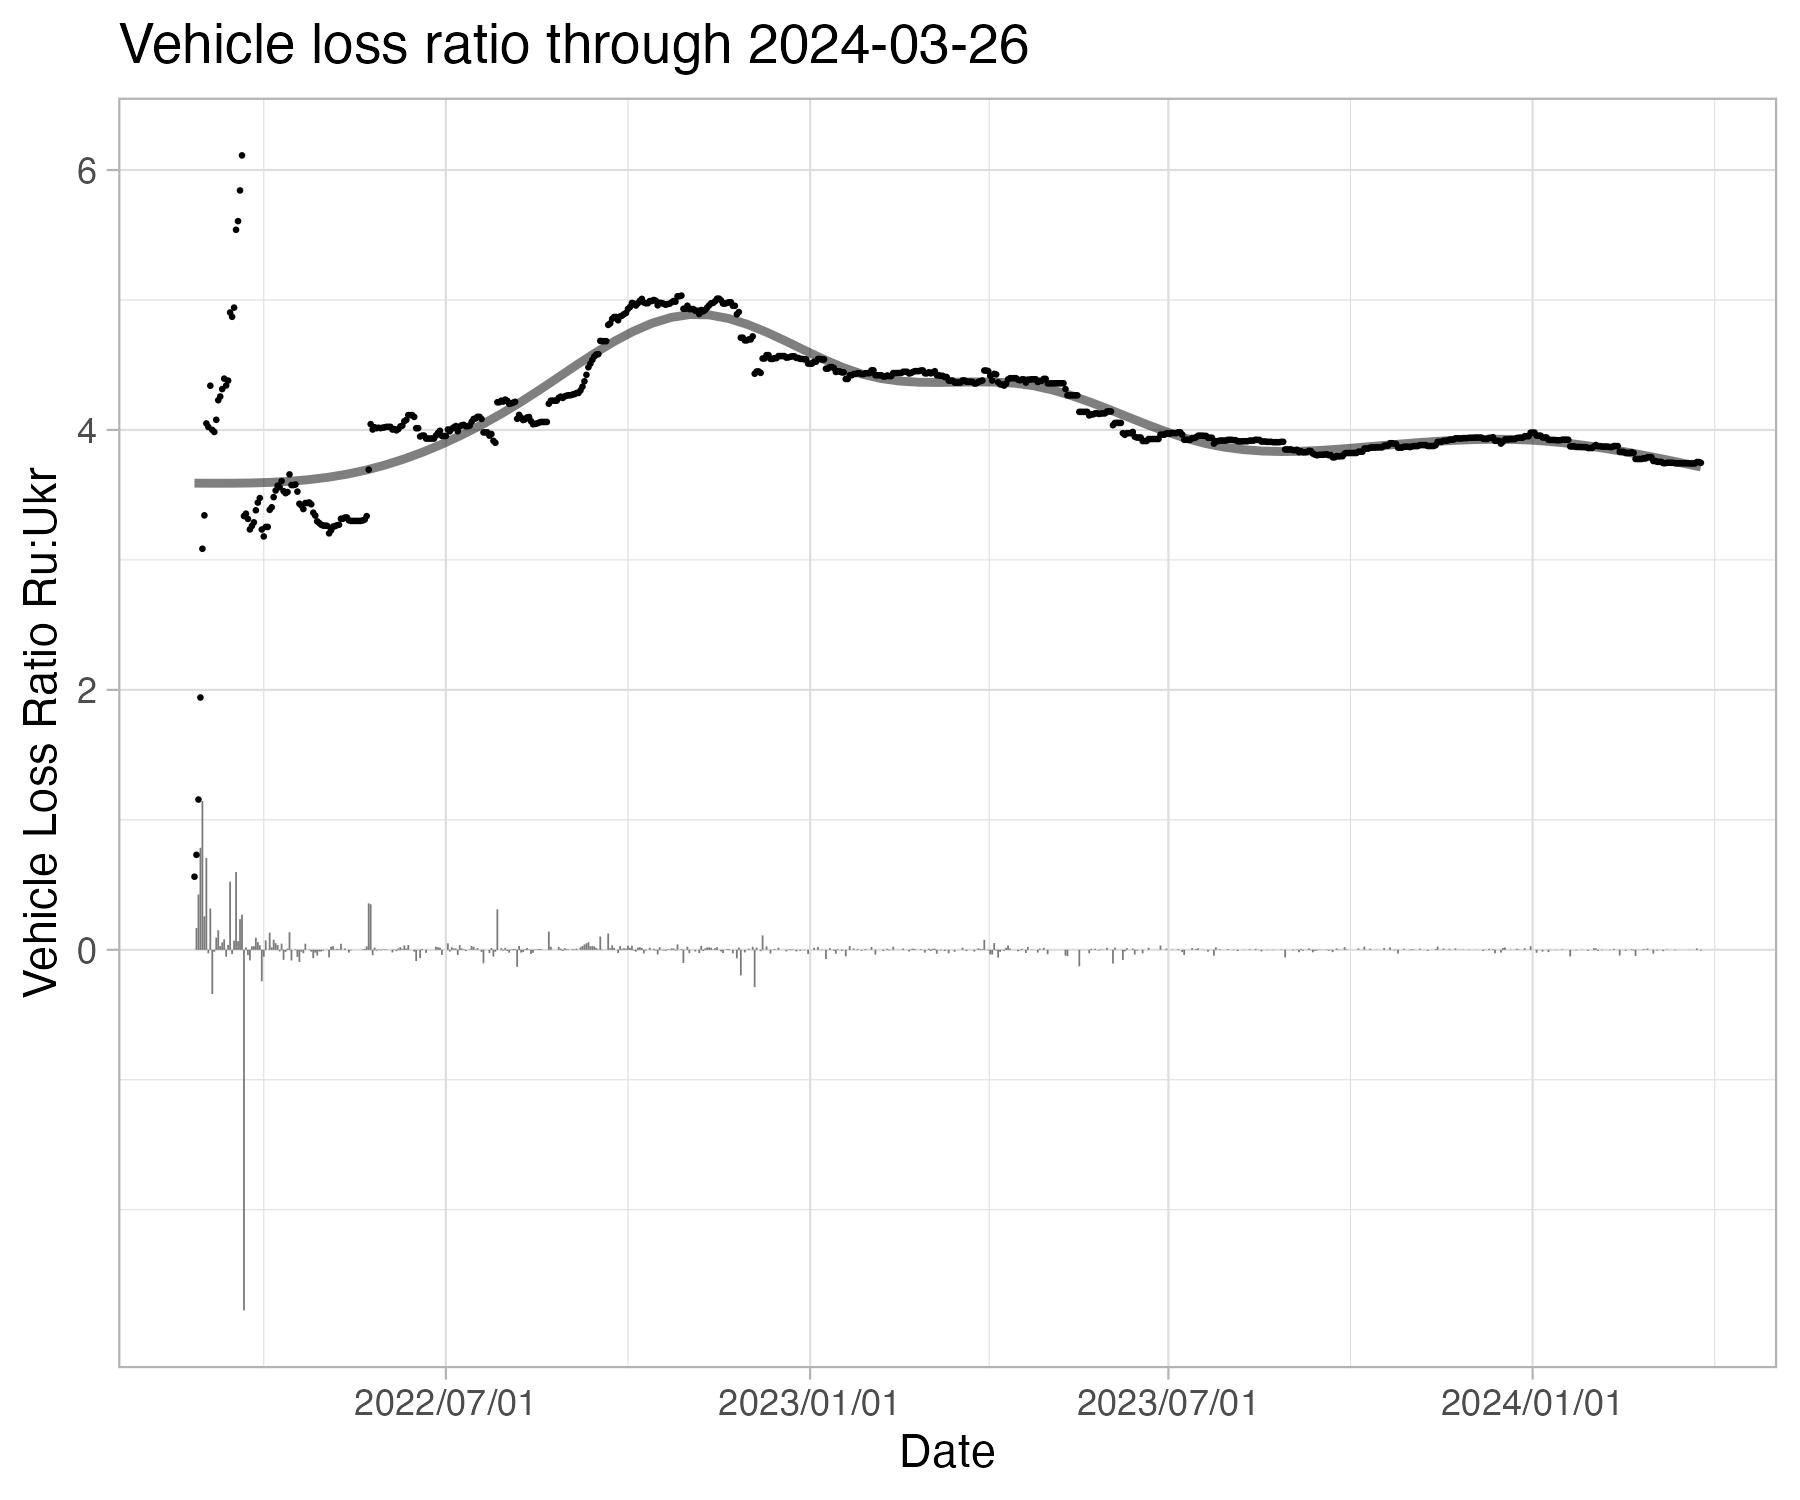 Vehicle loss ratio through 2024-03-26
Vehicle Loss Ratio Ru:Ukr
6
4
2
0
2022/07/01
2023/01/01
2023/07/01
2024/01/01
Date